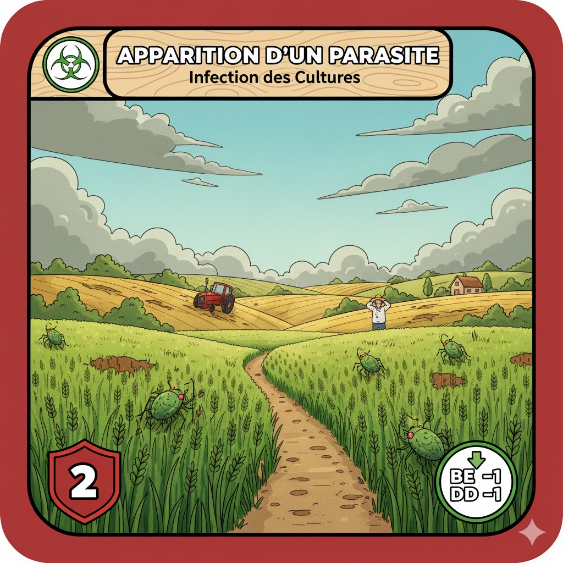 APPARITION D'UN PARASITE
Infection des Cultures
2
BE -1
DD -1